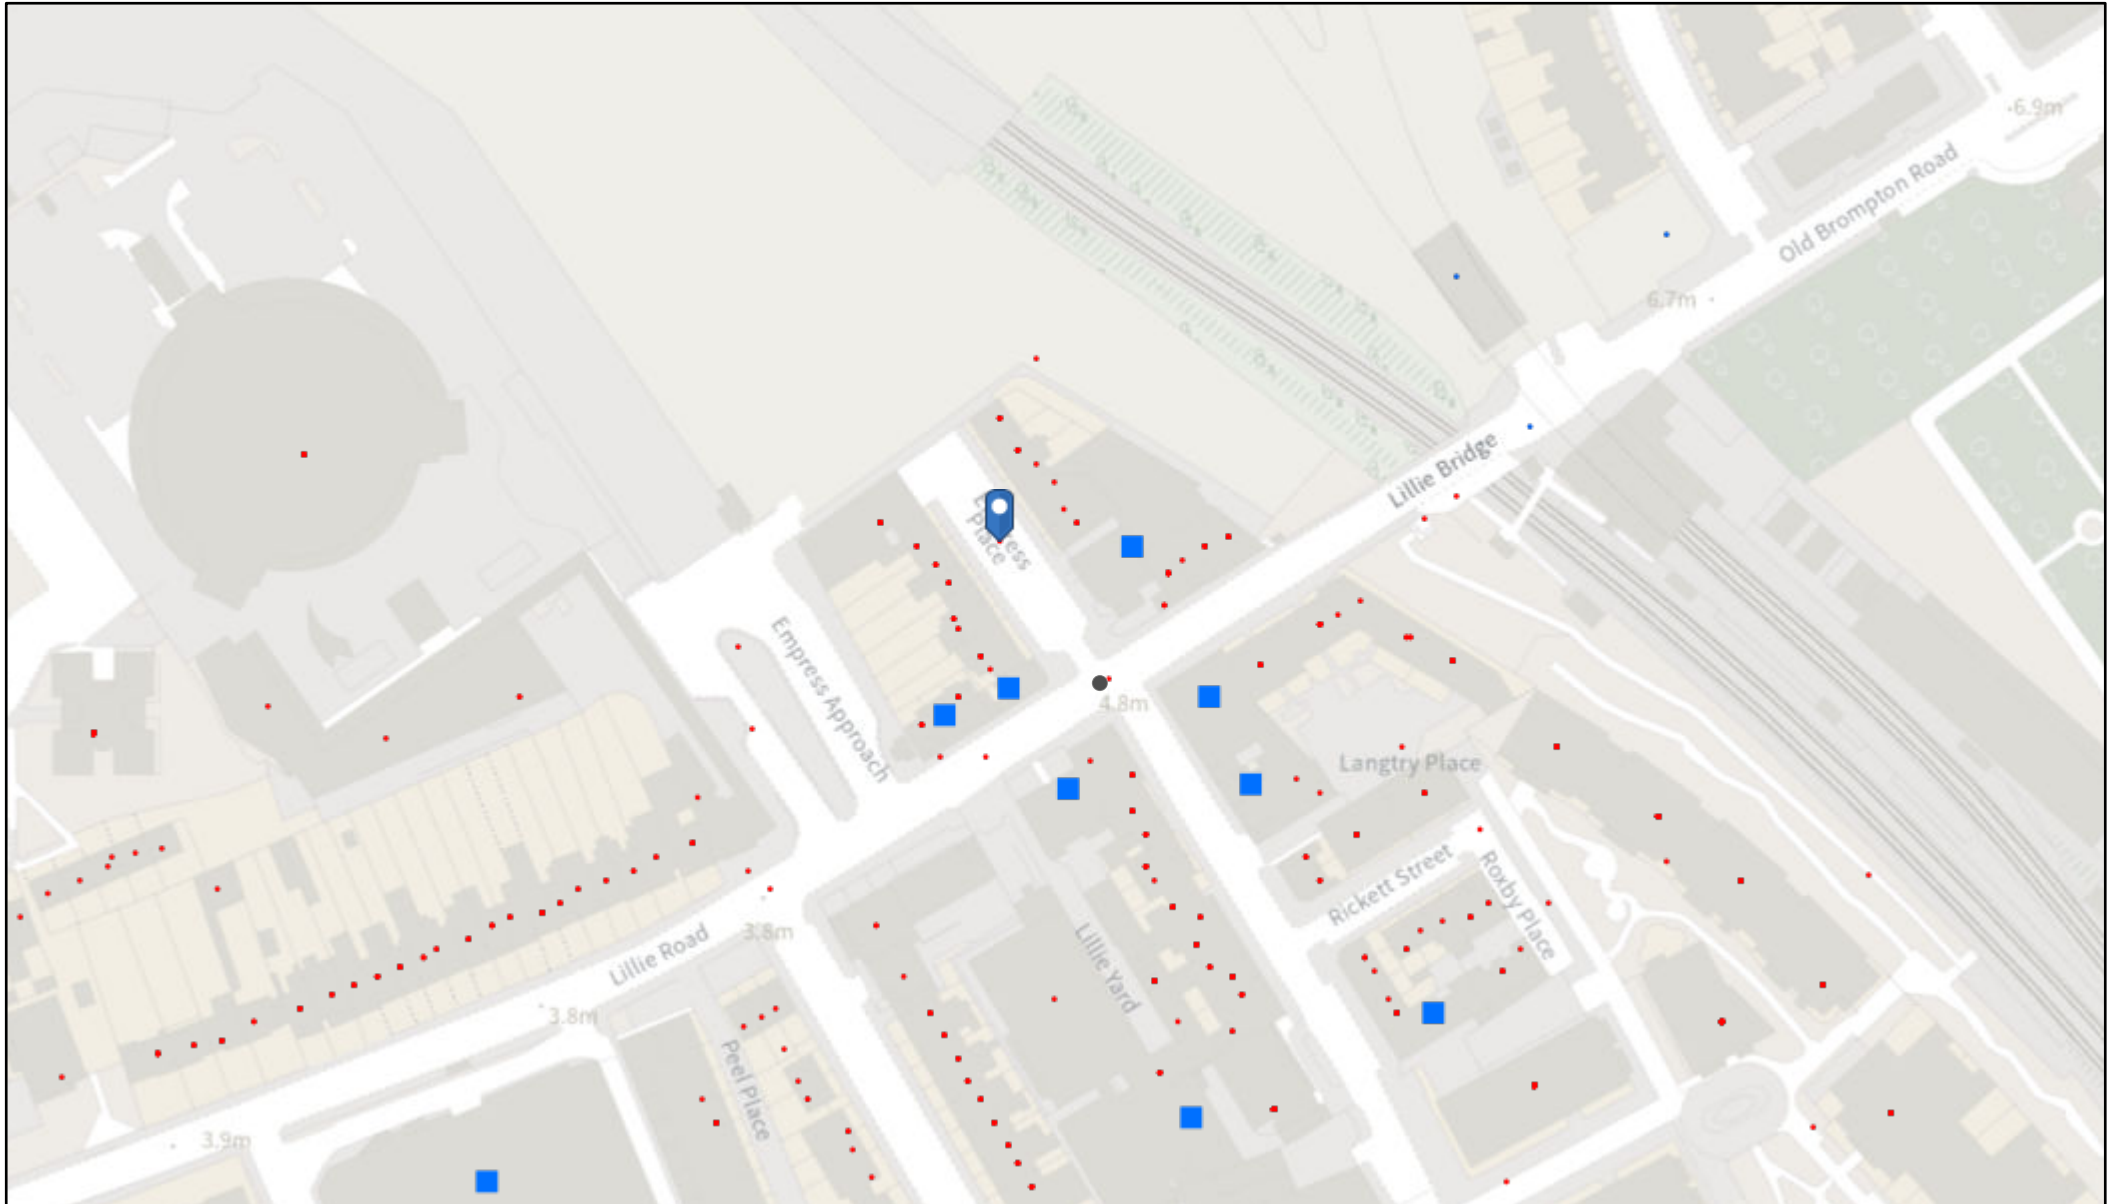 -6.9m
Old Brompton Road
6.7m
Lillie Bridge
Empress
Place
Empress Approach
4.8m
Langtry Place
Rickett Street
Roxby Place
Lillie Road
3.8m
Lillie Yard
3.8m
Peel Place
3.9m